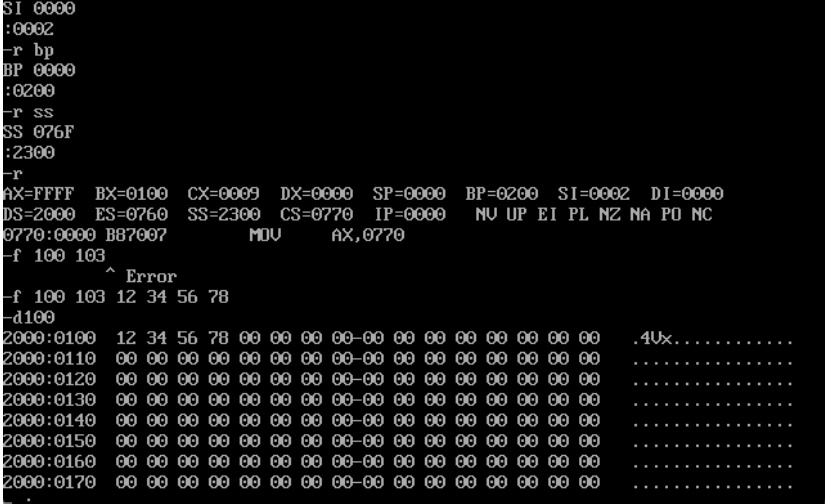 SI 0000
:0002
-r bp
BP 0000
:0200
-r ss
SS 076F
:2300
-r
AX=FFFF  BX=0100  CX=0009  DX=0000  SP=0000  BP=0200  SI=0002  DI=0000
DS=2000  ES=0760  SS=2300  CS=0770  IP=0000   NV UP EI PL NZ NA PO NC
0770:0000 B87007        MOV     AX,0770
-f 100 103
           ^ Error
-f 100 103 12 34 56 78
-d100
2000:0100  12 34 56 78 00 00 00 00-00 00 00 00 00 00 00 00   .4Vx............
2000:0110  00 00 00 00 00 00 00 00-00 00 00 00 00 00 00 00   ................
2000:0120  00 00 00 00 00 00 00 00-00 00 00 00 00 00 00 00   ................
2000:0130  00 00 00 00 00 00 00 00-00 00 00 00 00 00 00 00   ................
2000:0140  00 00 00 00 00 00 00 00-00 00 00 00 00 00 00 00   ................
2000:0150  00 00 00 00 00 00 00 00-00 00 00 00 00 00 00 00   ................
2000:0160  00 00 00 00 00 00 00 00-00 00 00 00 00 00 00 00   ................
2000:0170  00 00 00 00 00 00 00 00-00 00 00 00 00 00 00 00   ................